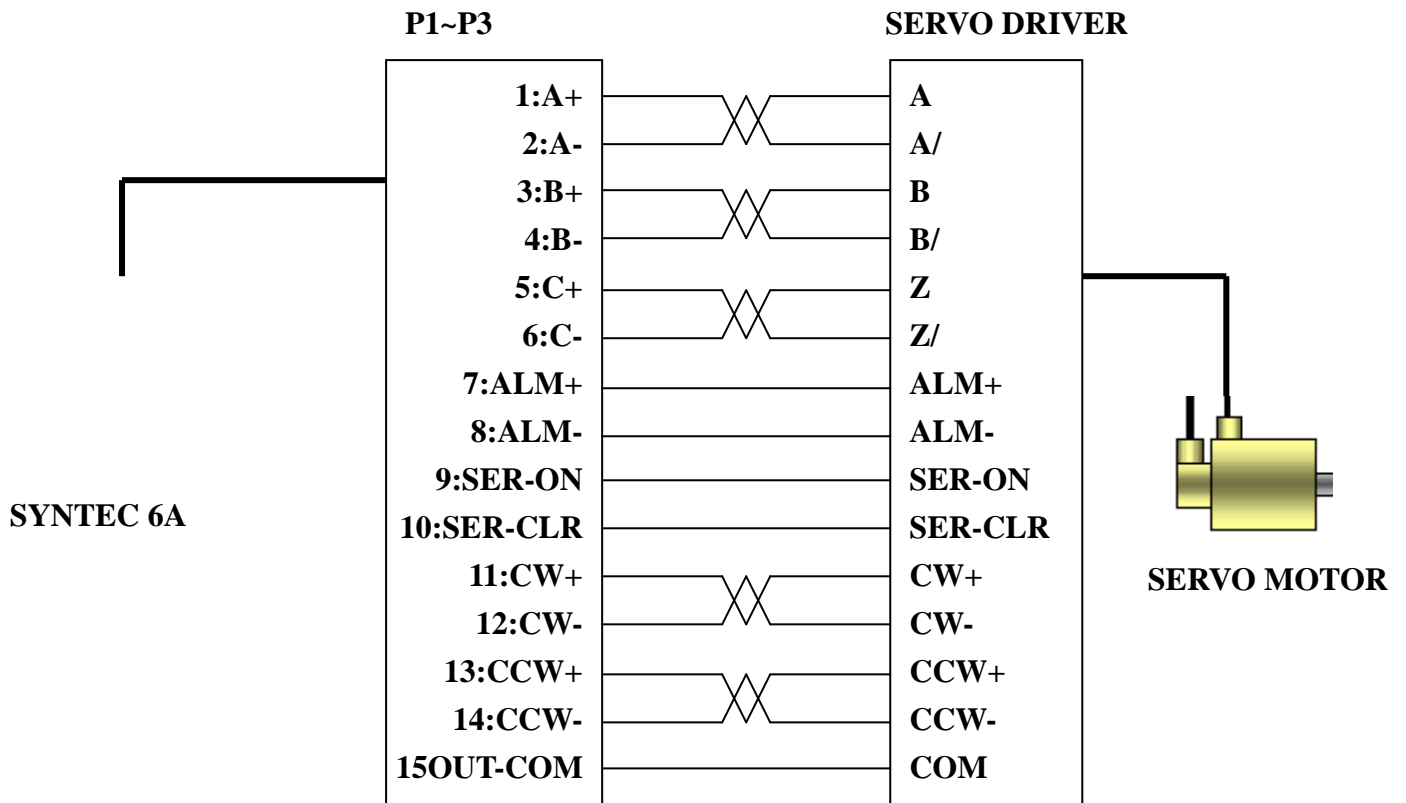 P1~P3 SERVO DRIVER
1:A+ A
2:A- A/
3:B+ B
4:B- B/
5:C+ Z
6:C- Z/
7:ALM+ ALM+
8:ALM- ALM-
9:SER-ON SER-ON
SYNTEC 6A
10:SER-CLR SER-CLR
11:CW+ CW+
SERVO MOTOR
12:CW- CW-
13:CCW+ CCW+
14:CCW- CCW-
15OUT-COM COM